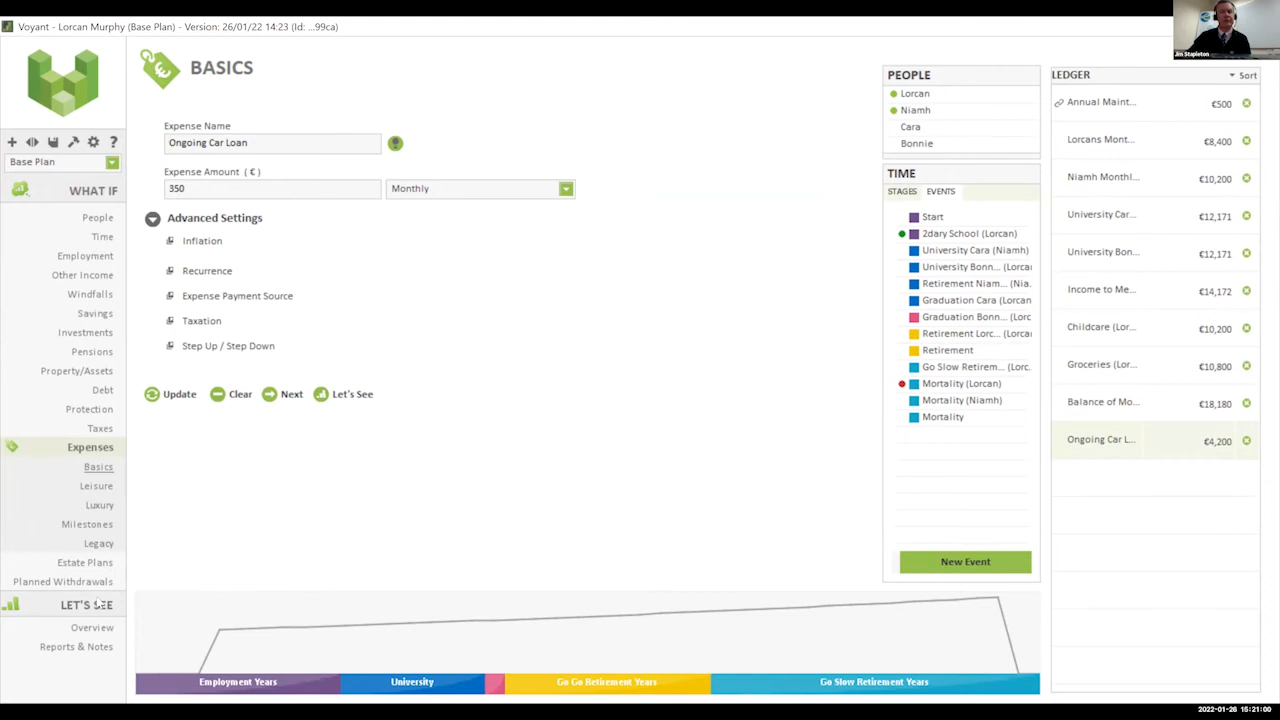 Voyant - Lorcan Murphy (Base Plan) - Version: 26/01/22 14:23 (Id: ...99ca)
Jim Stapleton
Base Plan
WHAT IF
People
Time
Employment
Other Income
Windfalls
Savings
Investments
Pensions
Property/Assets
Debt
Protection
Taxes
Expenses
Basics
Leisure
Luxury
Milestones
Legacy
Estate Plans
Planned Withdrawals
LET'S SEE
Overview
Reports & Notes
BASICS
Expense Name
Ongoing Car Loan
Expense Amount ( € )
350
Monthly
Advanced Settings
Inflation
Recurrence
Expense Payment Source
Taxation
Step Up / Step Down
Update Clear Next Let's See
PEOPLE
Lorcan
Niamh
Cara
Bonnie
TIME
STAGES EVENTS
Start
2dary School (Lorcan)
University Cara (Niamh)
University Bonn... (Lorca
Retirement Niam... (Nia.
Graduation Cara (Lorcan
Graduation Bonn... (Lorc
Retirement Lorc... (Lorca
Retirement
Go Slow Retirem... (Lorc.
Mortality (Lorcan)
Mortality (Niamh)
Mortality
New Event
LEDGER Sort
Annual Maint... €500
Lorcans Mont... €8,400
Niamh Monthl... €10,200
University Car... €12,171
University Bon... €12,171
Income to Me... €14,172
Childcare (Lor... €10,200
Groceries (Lor... €10,800
Balance of Mo... €18,180
Ongoing Car L... €4,200
Employment Years University Go Go Retirement Years Go Slow Retirement Years
2022-01-26 15:21:00